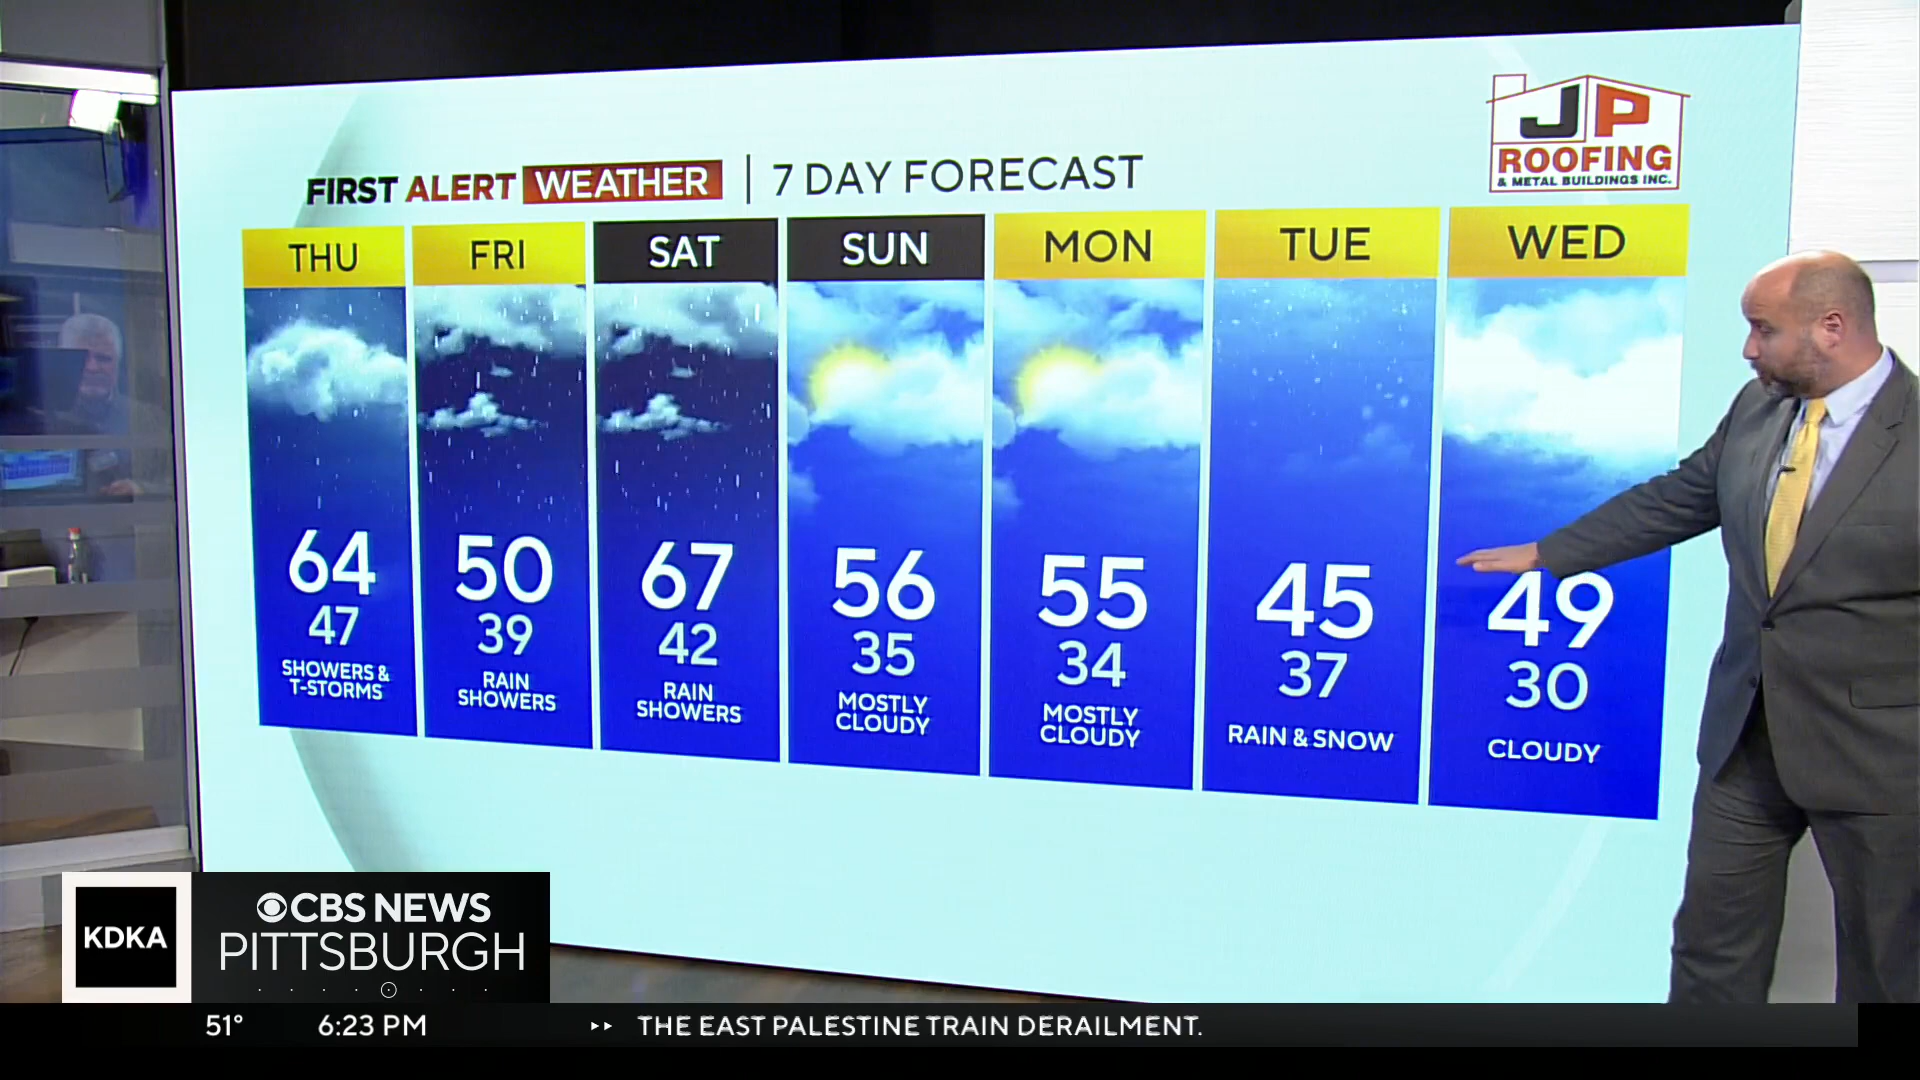 JP
ROOFING
& METAL BUILDINGS INC.
FIRST ALERT WEATHER | 7 DAY FORECAST
THU
64
47
SHOWERS &
T-STORMS
FRI
50
39
RAIN
SHOWERS
SAT
67
42
RAIN
SHOWERS
SUN
56
35
MOSTLY
CLOUDY
MON
55
34
MOSTLY
CLOUDY
TUE
45
37
RAIN & SNOW
WED
49
30
CLOUDY
KDKA
CBS NEWS
PITTSBURGH
51° 6:23 PM THE EAST PALESTINE TRAIN DERAILMENT.